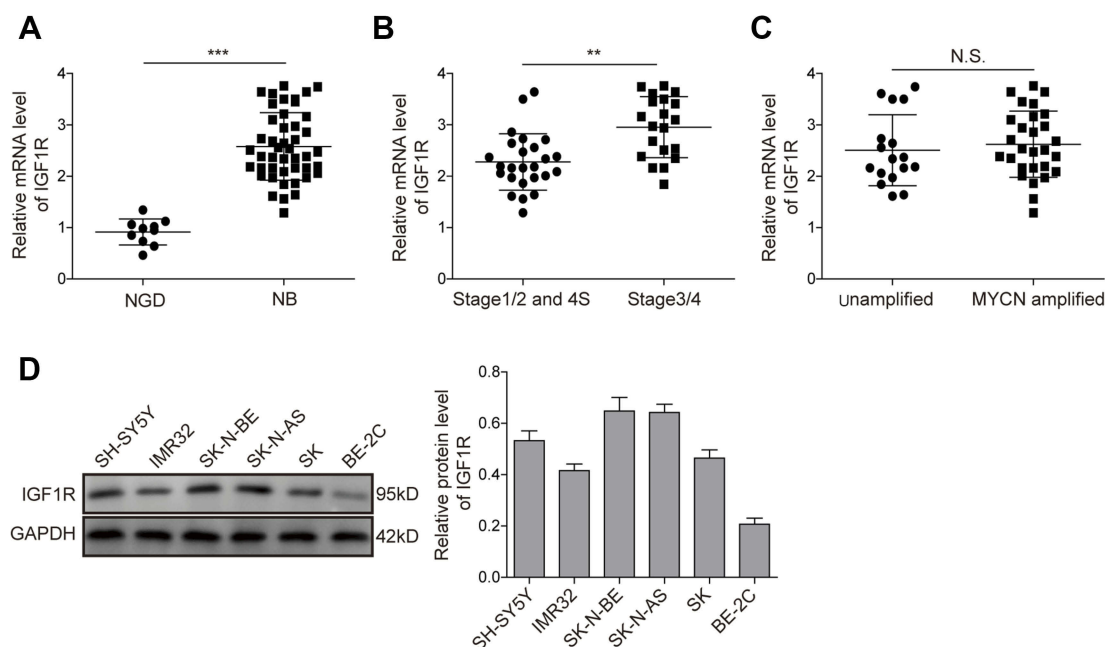 A
***
Relative mRNA level
of IGF1R
4
3
2
1
0
NGD
NB
B
**
Relative mRNA level
of IGF1R
4
3
2
1
0
Stage1/2 and 4S
Stage3/4
C
N.S.
Relative mRNA level
of IGF1R
4
3
2
1
0
Unamplified
MYCN amplified
D
SH-SY5Y
IMR32
SK-N-BE
SK-N-AS
SK
BE-2C
IGF1R
95kD
GAPDH
42kD
Relative protein level
of IGF1R
0.8
0.6
0.4
0.2
0.0
SH-SY5Y
IMR32
SK-N-BE
SK-N-AS
SK
BE-2C